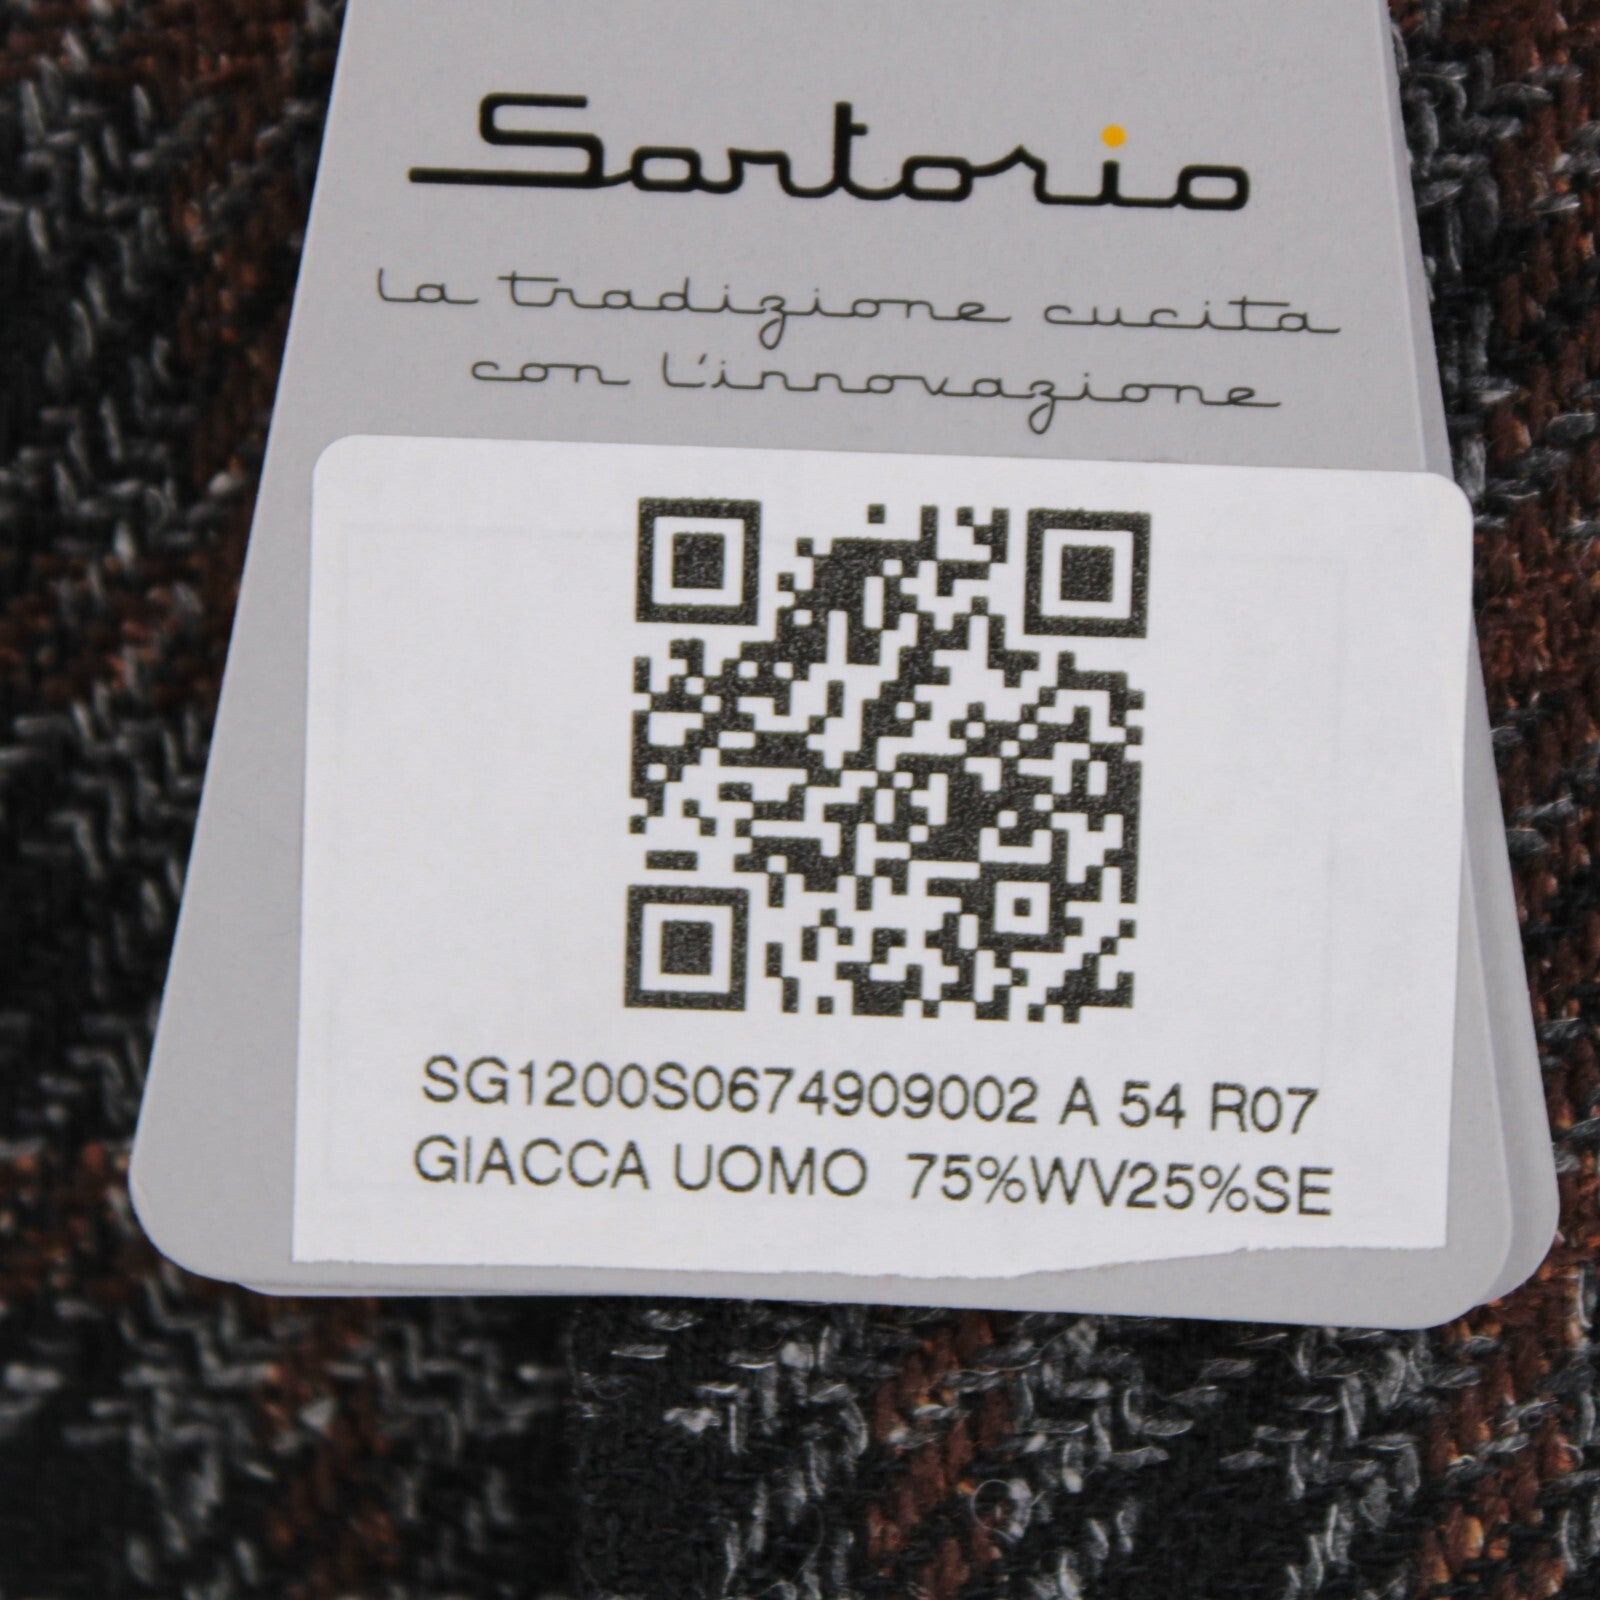 Sartorio
la tradizione cucita
con l'innovazione
SG1200S0674909002 A 54 R07
GIACCA UOMO 75%WV25%SE